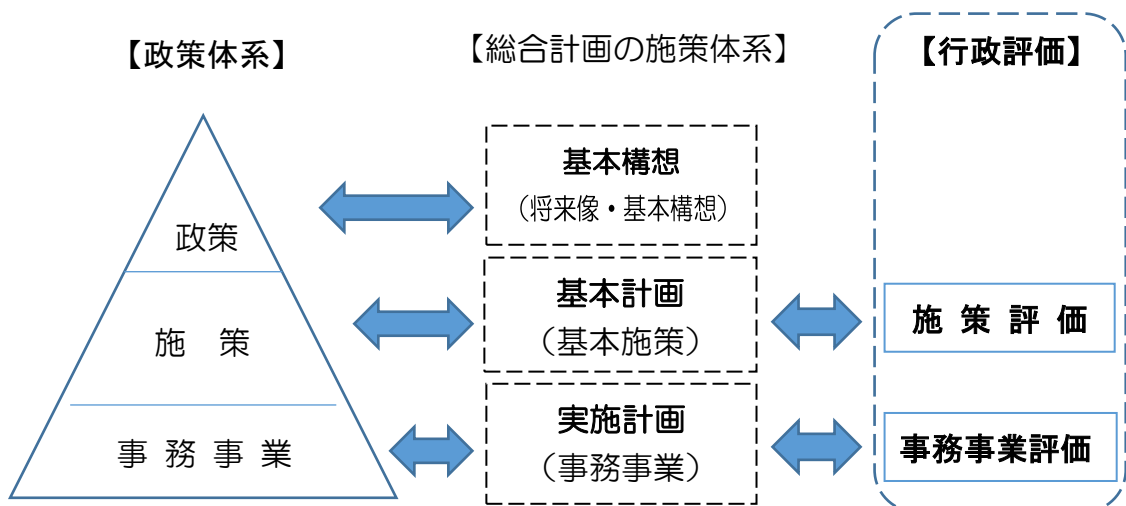 【政策体系】
【総合計画の施策体系】
【行政評価】
政策
施 策
事 務 事 業
基本構想
（将来像・基本構想）
基本計画
（基本施策）
実施計画
（事務事業）
施 策 評 価
事務事業評価